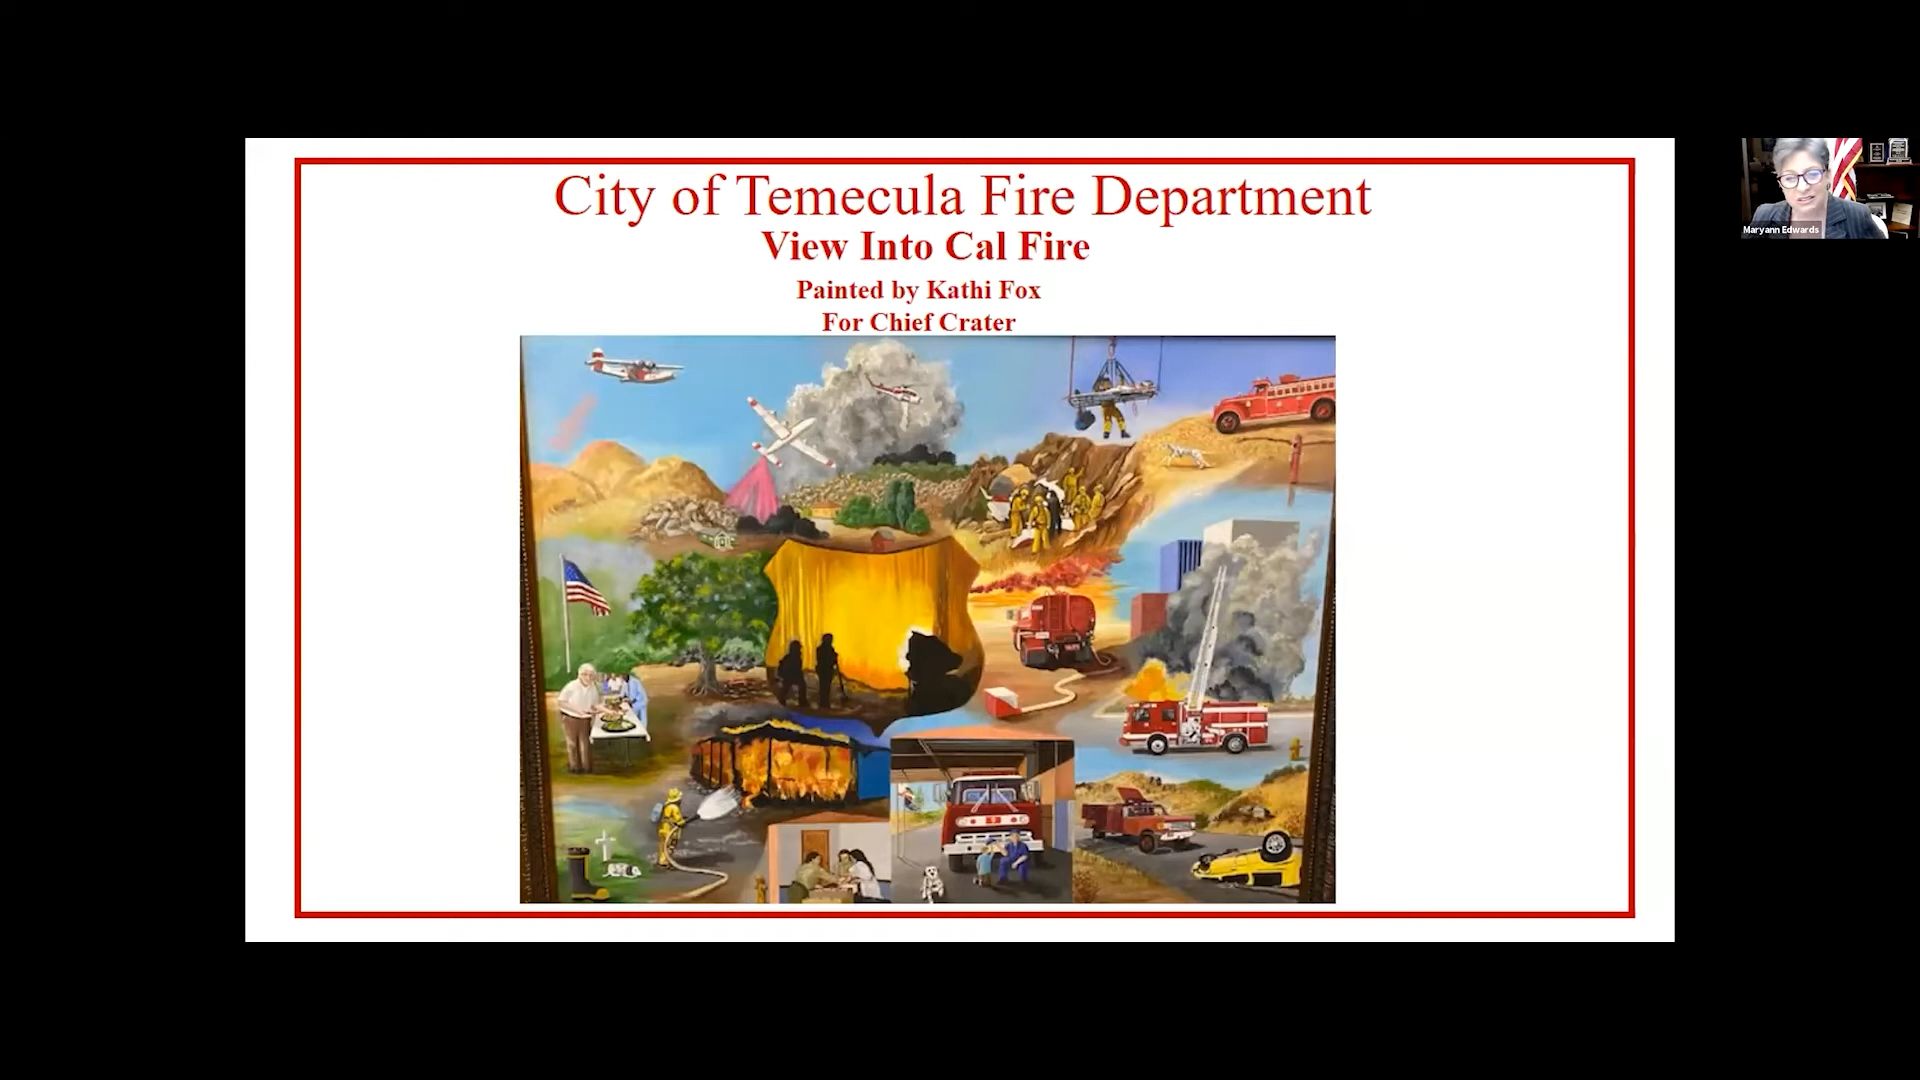 City of Temecula Fire Department
View Into Cal Fire
Painted by Kathi Fox
For Chief Crater
Maryann Edwards